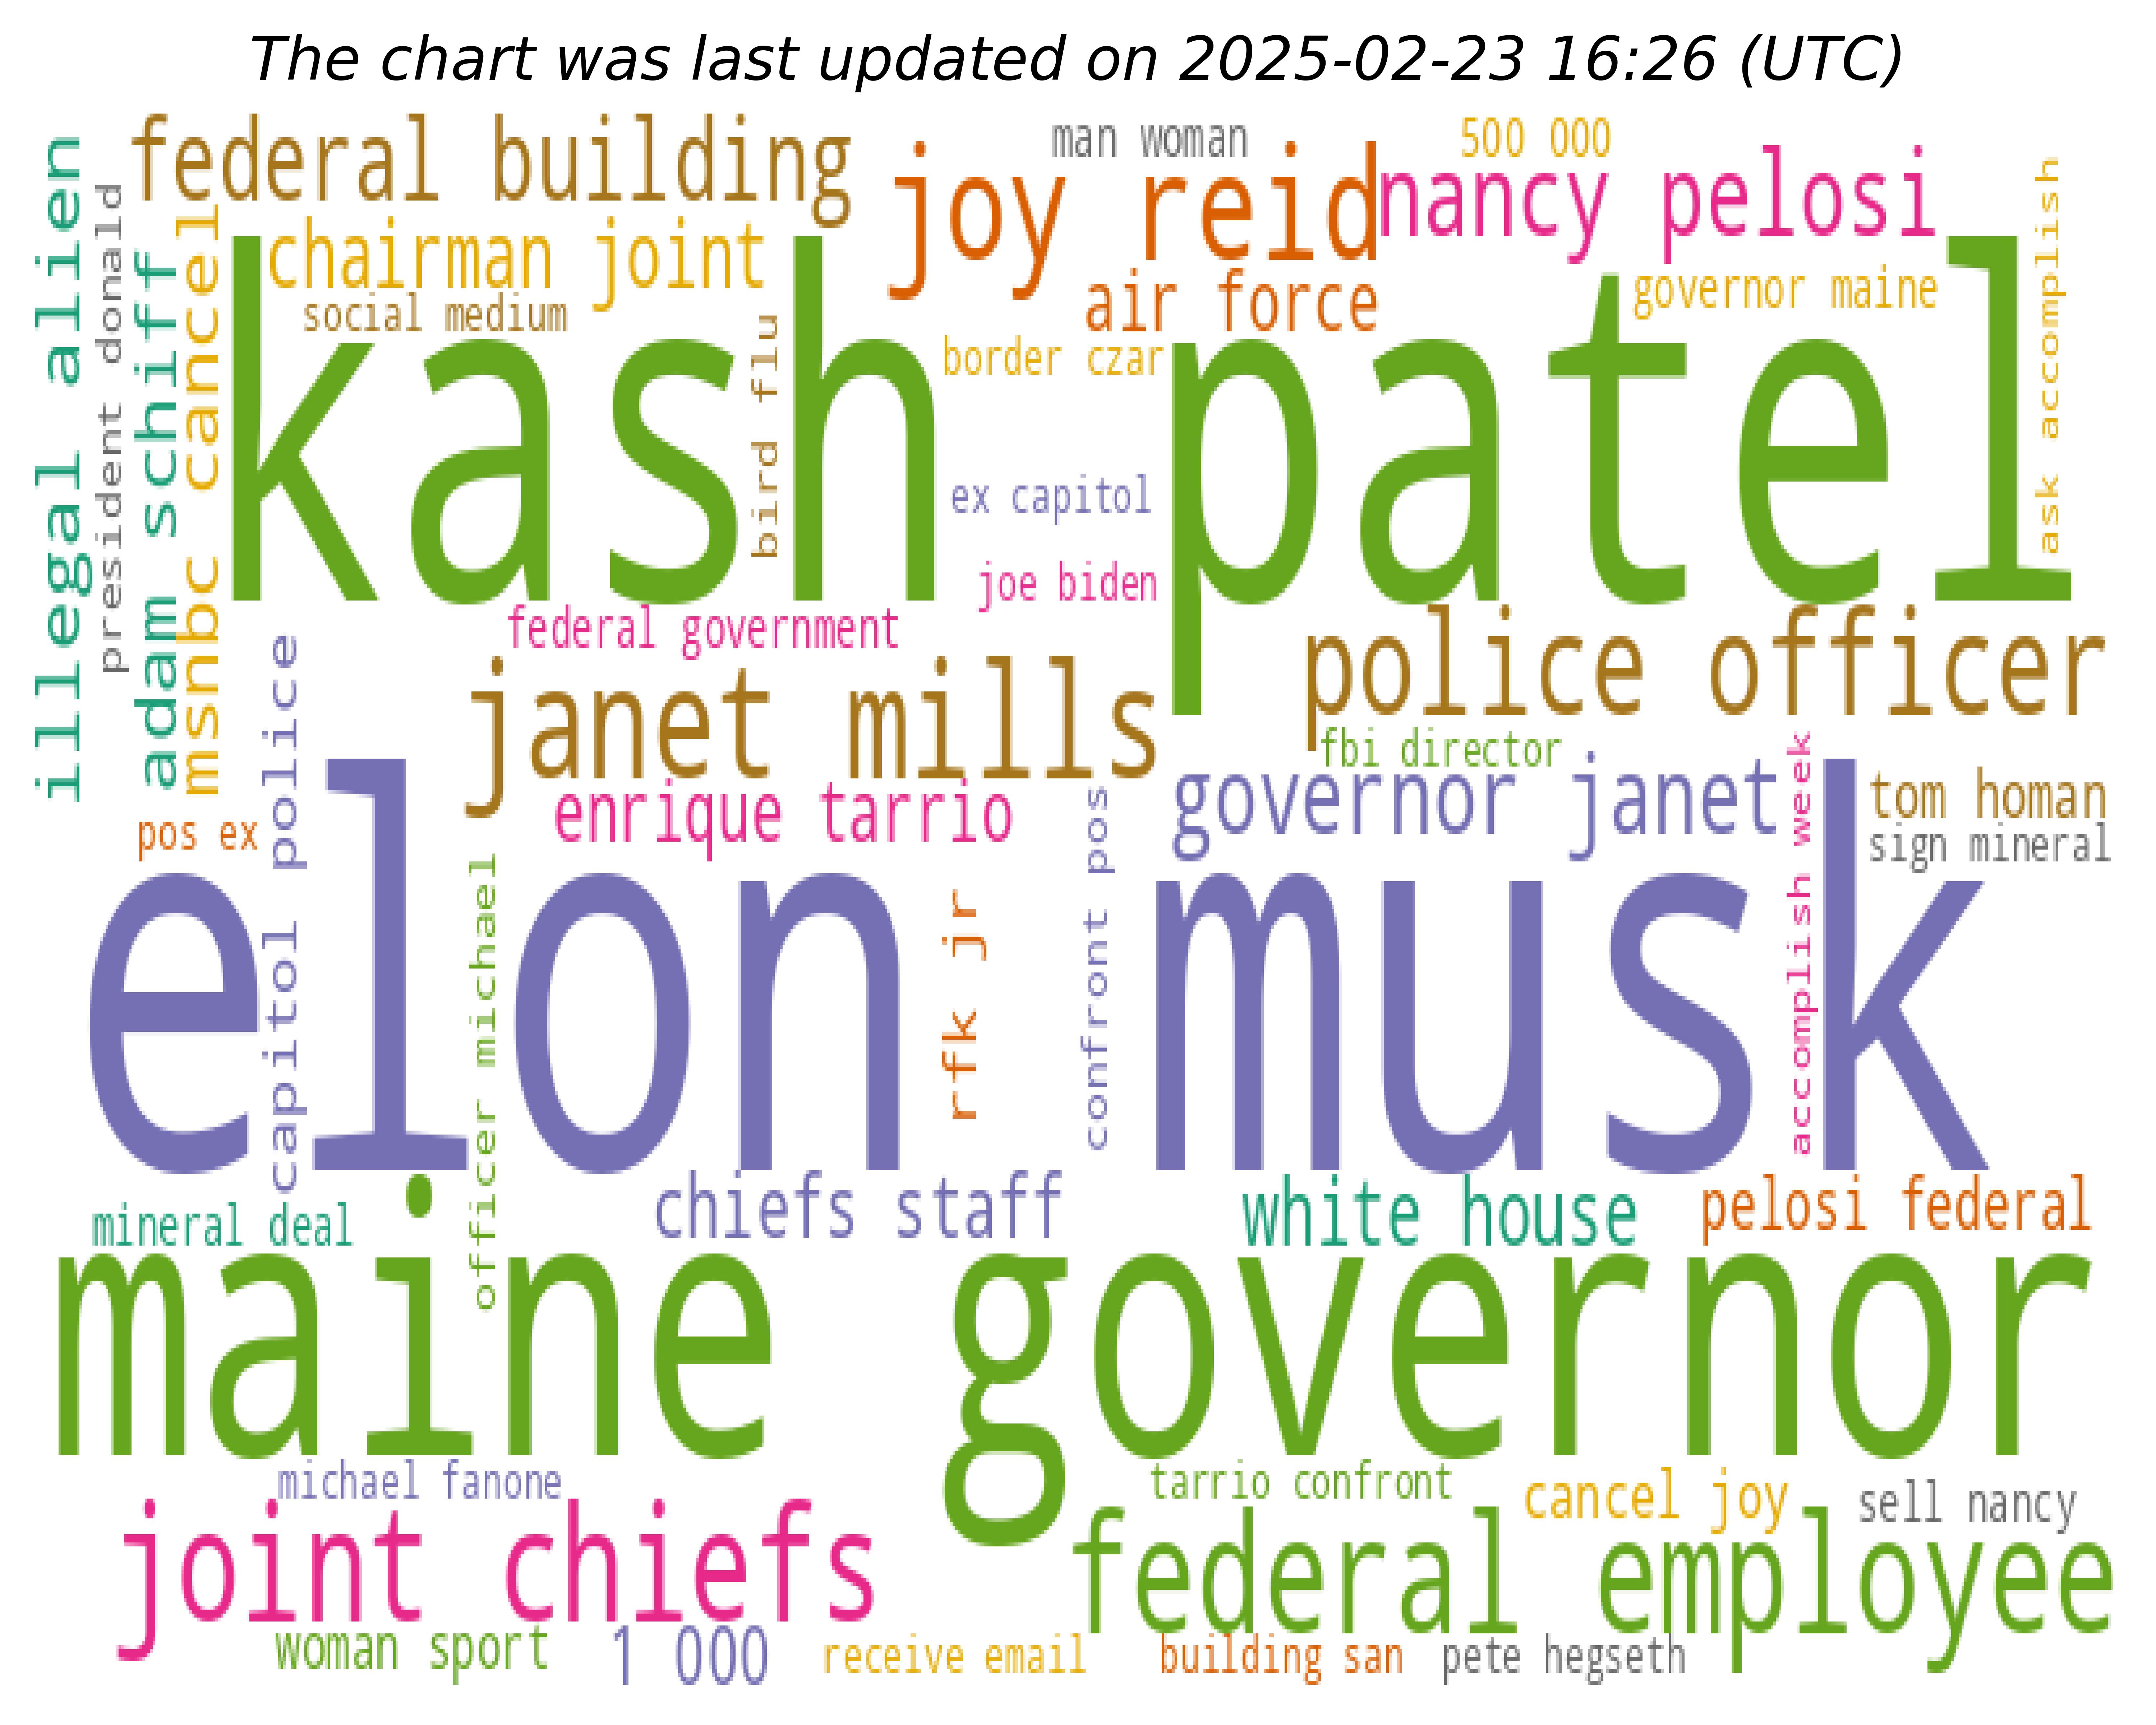 The chart was last updated on 2025-02-23 16:26 (UTC)
federal building
man woman
500 000
joy reid
nancy pelosi
illegal alien
president donald
adam schiff
msnbc cancel
chairman joint
social medium
air force
governor maine
ask accomplish
kash patel
border czar
bird flu
ex capitol
joe biden
federal government
police officer
janet mills
fbi director
capitol police
pos ex
enrique tarrio
governor janet
tom homan
sign mineral
accomplish week
confront pos
officer michael
rfk jr
elon musk
mineral deal
chiefs staff
white house
pelosi federal
maine governor
michael fanone
tarrio confront
cancel joy
sell nancy
joint chiefs
federal employee
woman sport
1 000
receive email
building san
pete hegseth